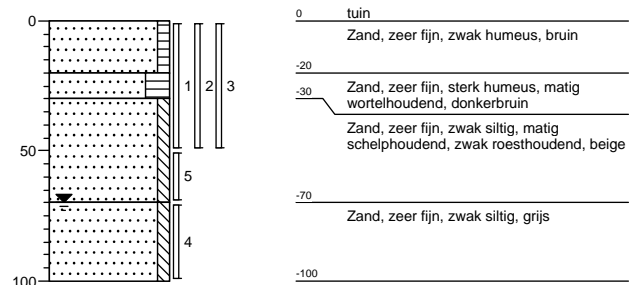 0
50
100
1 2 3
5
4
0 tuin
Zand, zeer fijn, zwak humeus, bruin
-20
Zand, zeer fijn, sterk humeus, matig
wortelhoudend, donkerbruin
-30
Zand, zeer fijn, zwak siltig, matig
schelphoudend, zwak roesthoudend, beige
-70
Zand, zeer fijn, zwak siltig, grijs
-100